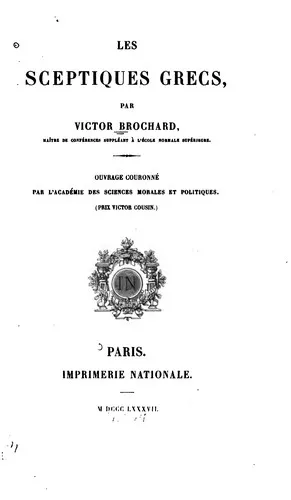 LES
SCEPTIQUES GRECS,
PAR
VICTOR BROCHARD,
MAÎTRE DE CONFÉRENCES SUPPLÉANT À L'ÉCOLE NORMALE SUPÉRIEURE.
OUVRAGE COURONNÉ
PAR L'ACADÉMIE DES SCIENCES MORALES ET POLITIQUES.
(PRIX VICTOR COUSIN.)
IN
PARIS.
IMPRIMERIE NATIONALE.
M DCCC LXXXVII.